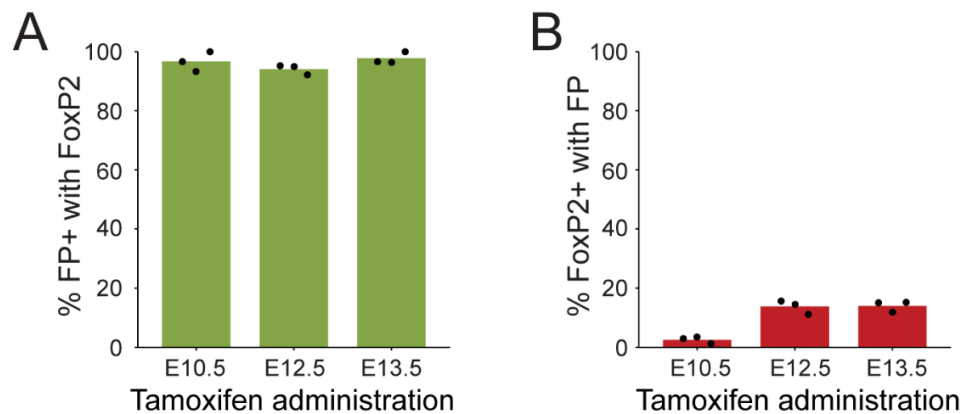 A
% FP+ with FoxP2
100
80
60
40
20
0
E10.5 E12.5 E13.5
Tamoxifen administration
B
% FoxP2+ with FP
100
80
60
40
20
0
E10.5 E12.5 E13.5
Tamoxifen administration